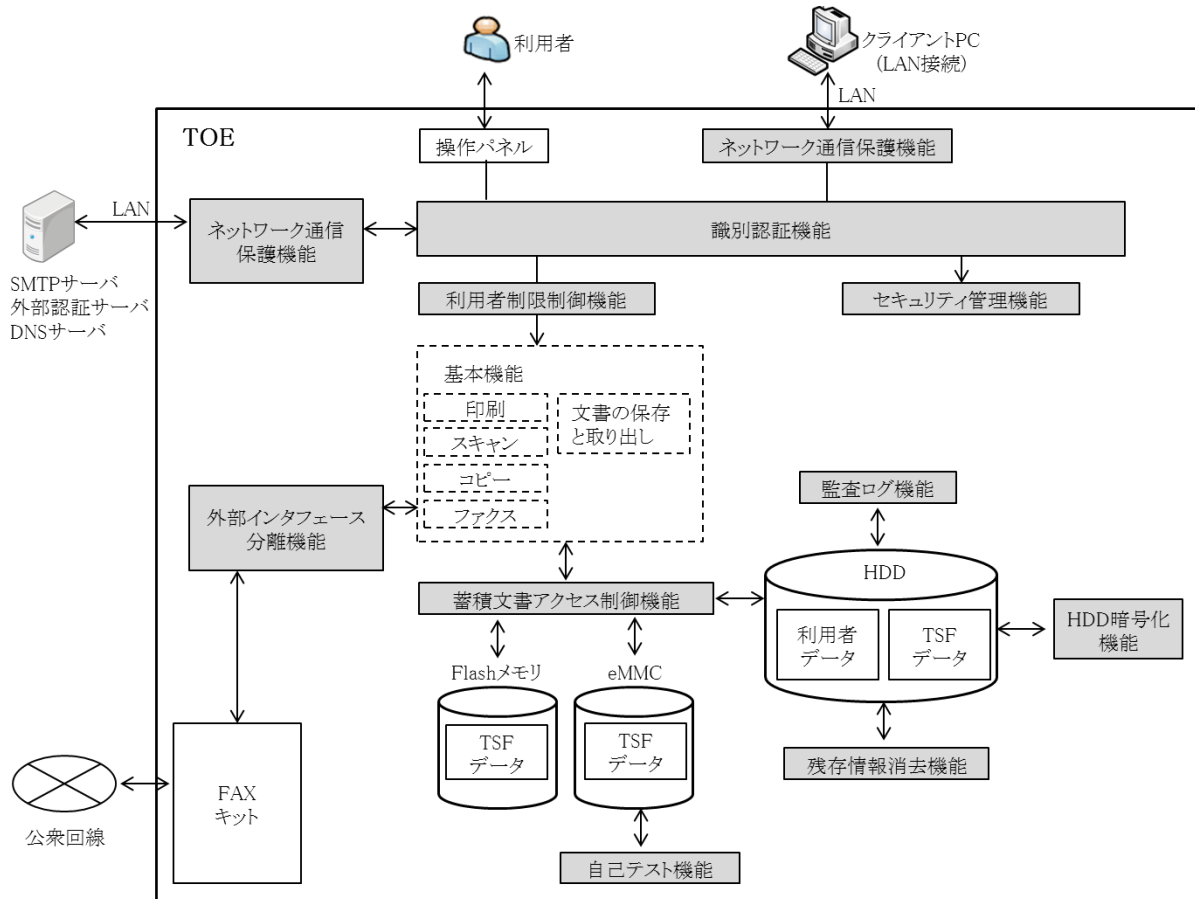 利用者
クライアントPC
(LAN接続)
LAN
TOE
操作パネル
ネットワーク通信保護機能
LAN
ネットワーク通信
保護機能
識別認証機能
SMTPサーバ
外部認証サーバ
DNSサーバ
利用者制限制御機能
セキュリティ管理機能
基本機能
印刷
スキャン
コピー
ファクス
文書の保存
と取り出し
外部インタフェース
分離機能
監査ログ機能
HDD
利用者
データ
TSF
データ
HDD暗号化
機能
蓄積文書アクセス制御機能
Flashメモリ
TSF
データ
eMMC
TSF
データ
残存情報消去機能
FAX
キット
公衆回線
自己テスト機能